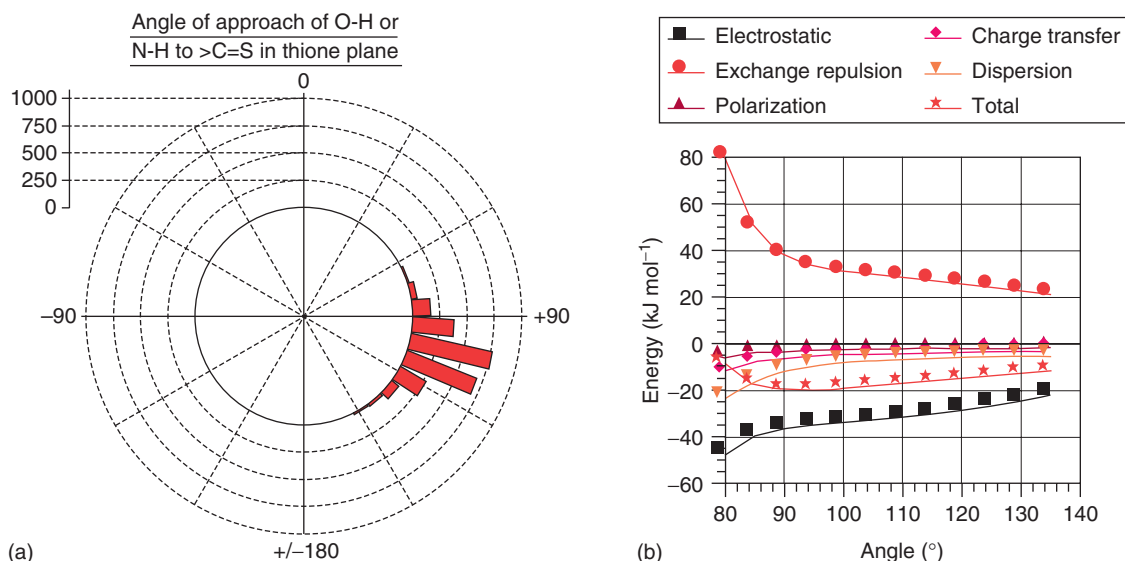 Angle of approach of O-H or
N-H to >C=S in thione plane
0
1000
750
500
250
0
−90
+90
+/−180
(a)
Electrostatic
Charge transfer
Exchange repulsion
Dispersion
Polarization
Total
80
60
40
20
0
−20
−40
−60
Energy (kJ mol⁻¹)
80 90 100 110 120 130 140
Angle (°)
(b)